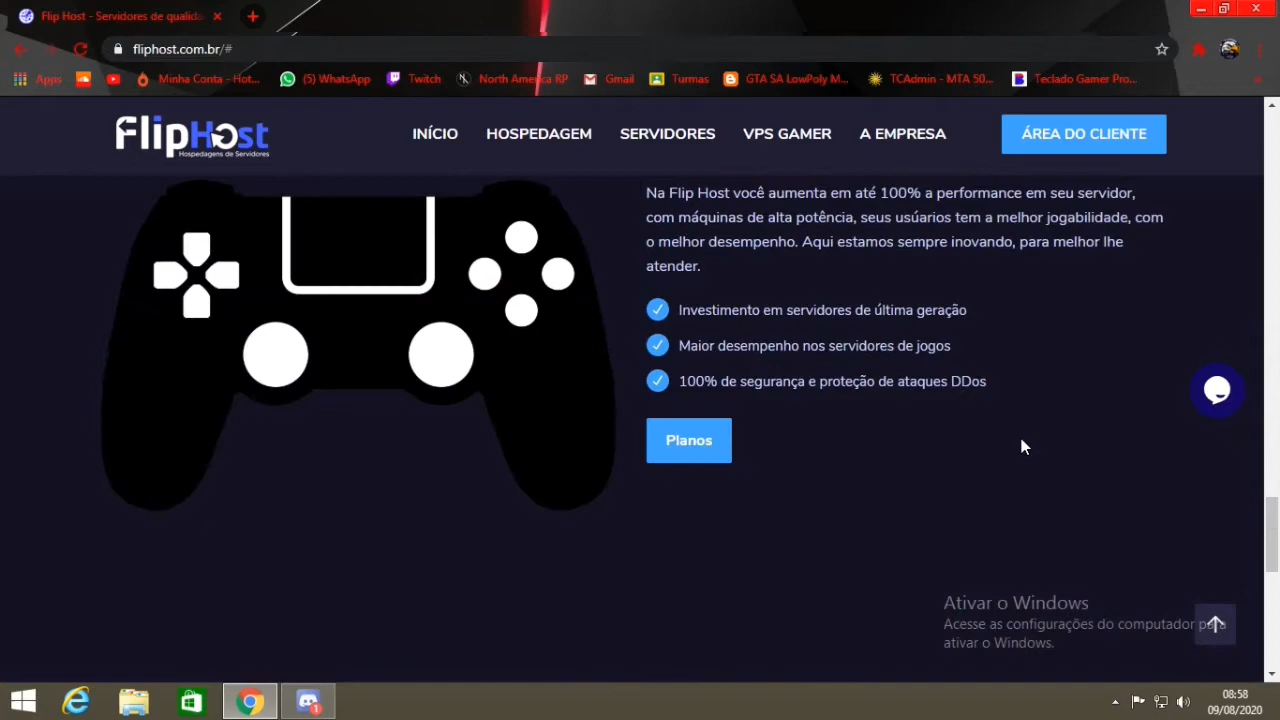 Flip Host - Servidores de qualida
fliphost.com.br/#
Apps
Minha Conta - Hot...
(5) WhatsApp
Twitch
North America RP
Gmail
Turmas
GTA SA LowPoly M...
TCAdmin - MTA 50...
Teclado Gamer Pro...
FlipHost
Hospedagens de Servidores
INÍCIO
HOSPEDAGEM
SERVIDORES
VPS GAMER
A EMPRESA
ÁREA DO CLIENTE
Na Flip Host você aumenta em até 100% a performance em seu servidor,
com máquinas de alta potência, seus usúarios tem a melhor jogabilidade, com
o melhor desempenho. Aqui estamos sempre inovando, para melhor lhe
atender.
Investimento em servidores de última geração
Maior desempenho nos servidores de jogos
100% de segurança e proteção de ataques DDos
Planos
Ativar o Windows
Acesse as configurações do computador para
ativar o Windows.
1
08:58
09/08/2020